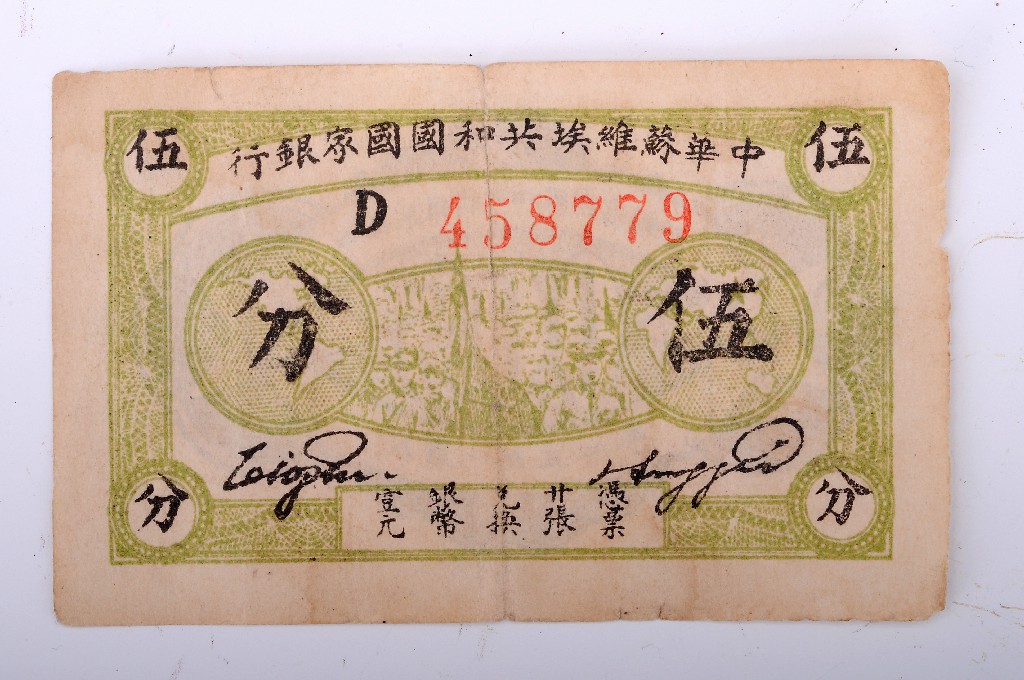 中華蘇維埃共和國國家銀行
伍
伍
D 458779
伍分
憑票
廿張
兌換
銀幣
壹元
分
分